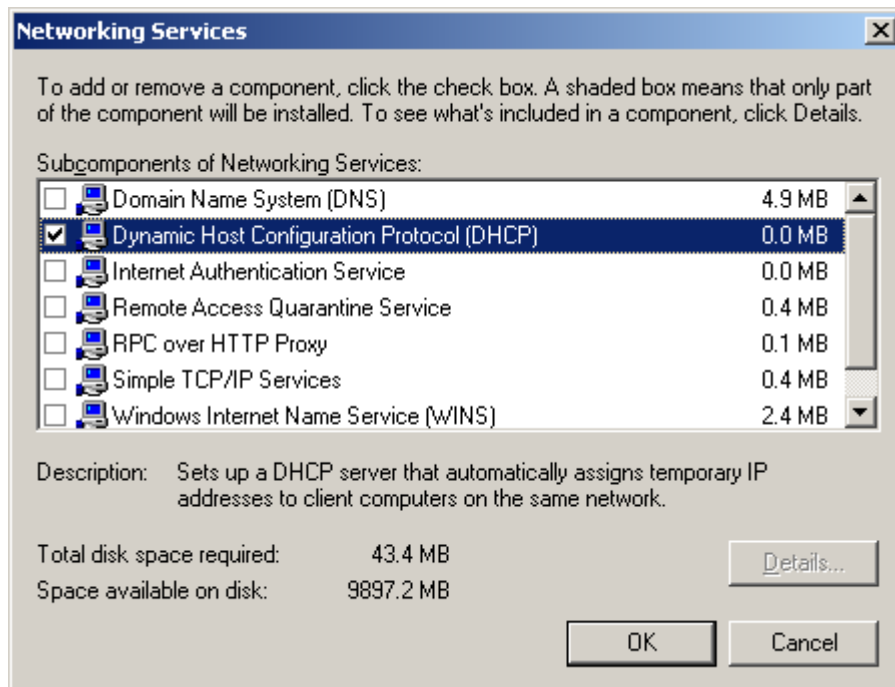 Networking Services
To add or remove a component, click the check box. A shaded box means that only part
of the component will be installed. To see what's included in a component, click Details.
Subcomponents of Networking Services:
Domain Name System (DNS) 4.9 MB
Dynamic Host Configuration Protocol (DHCP) 0.0 MB
Internet Authentication Service 0.0 MB
Remote Access Quarantine Service 0.4 MB
RPC over HTTP Proxy 0.1 MB
Simple TCP/IP Services 0.4 MB
Windows Internet Name Service (WINS) 2.4 MB
Description: Sets up a DHCP server that automatically assigns temporary IP
addresses to client computers on the same network.
Total disk space required: 43.4 MB
Details...
Space available on disk: 9897.2 MB
OK Cancel